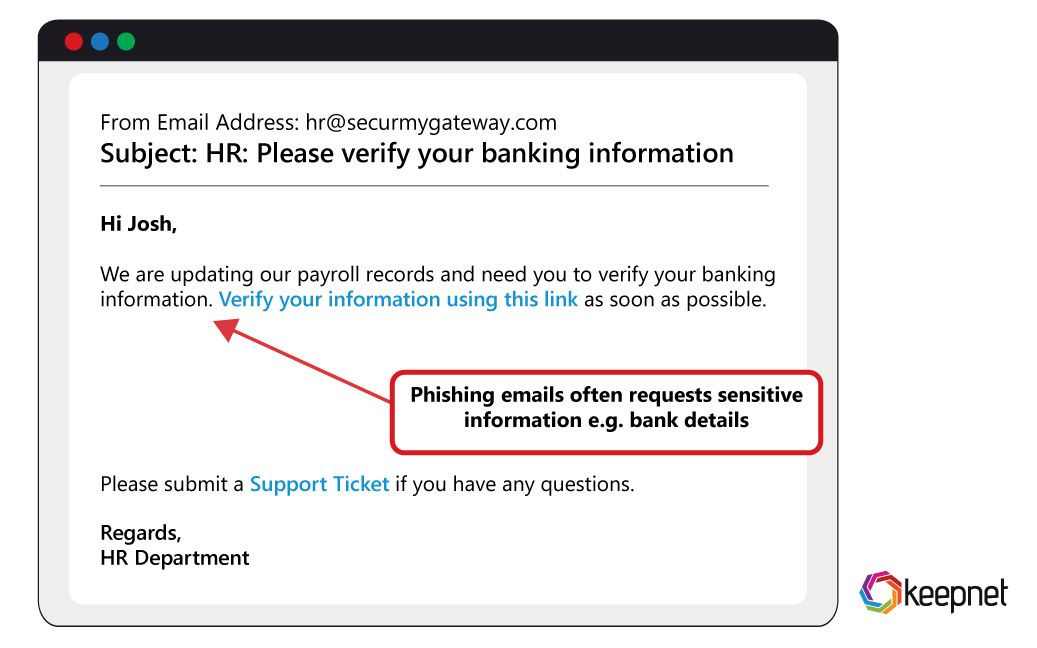 From Email Address: hr@securmygateway.com
Subject: HR: Please verify your banking information
Hi Josh,
We are updating our payroll records and need you to verify your banking
information. Verify your information using this link as soon as possible.
Phishing emails often requests sensitive
information e.g. bank details
Please submit a Support Ticket if you have any questions.
Regards,
HR Department
keepnet